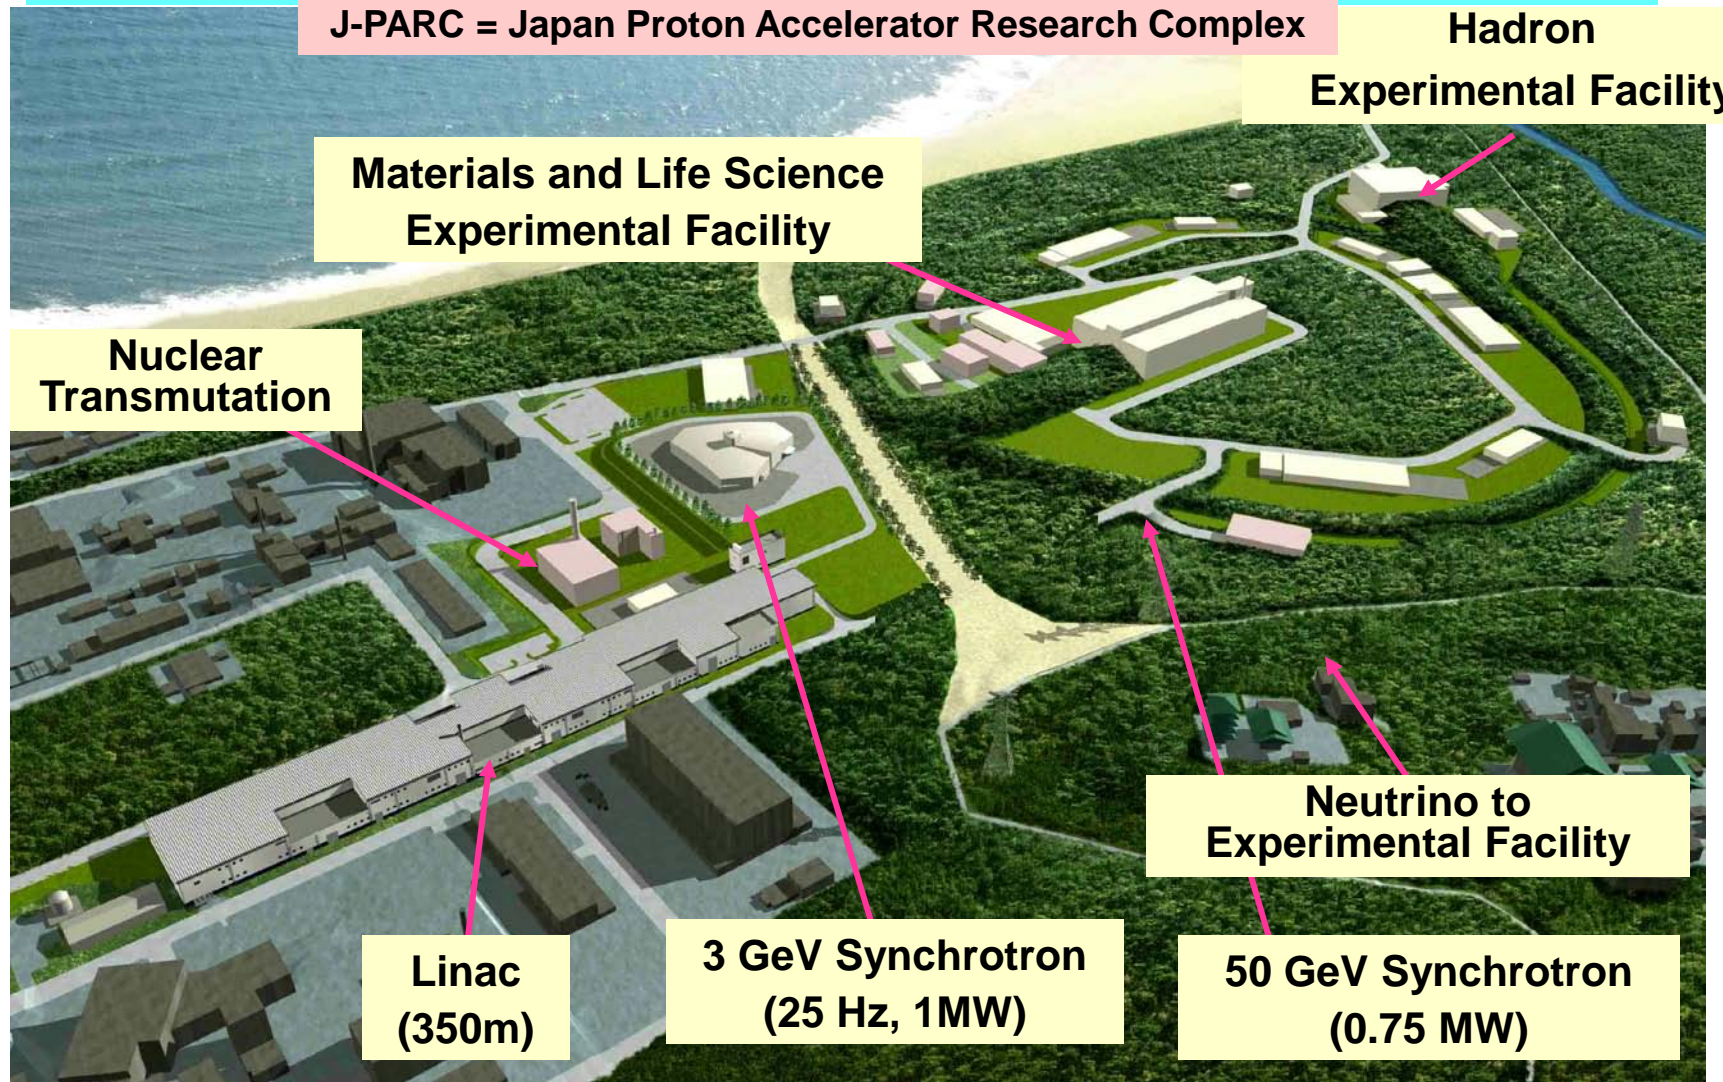 J-PARC = Japan Proton Accelerator Research Complex
Hadron
Experimental Facility
Materials and Life Science
Experimental Facility
Nuclear
Transmutation
Neutrino to
Experimental Facility
Linac
(350m)
3 GeV Synchrotron
(25 Hz, 1MW)
50 GeV Synchrotron
(0.75 MW)